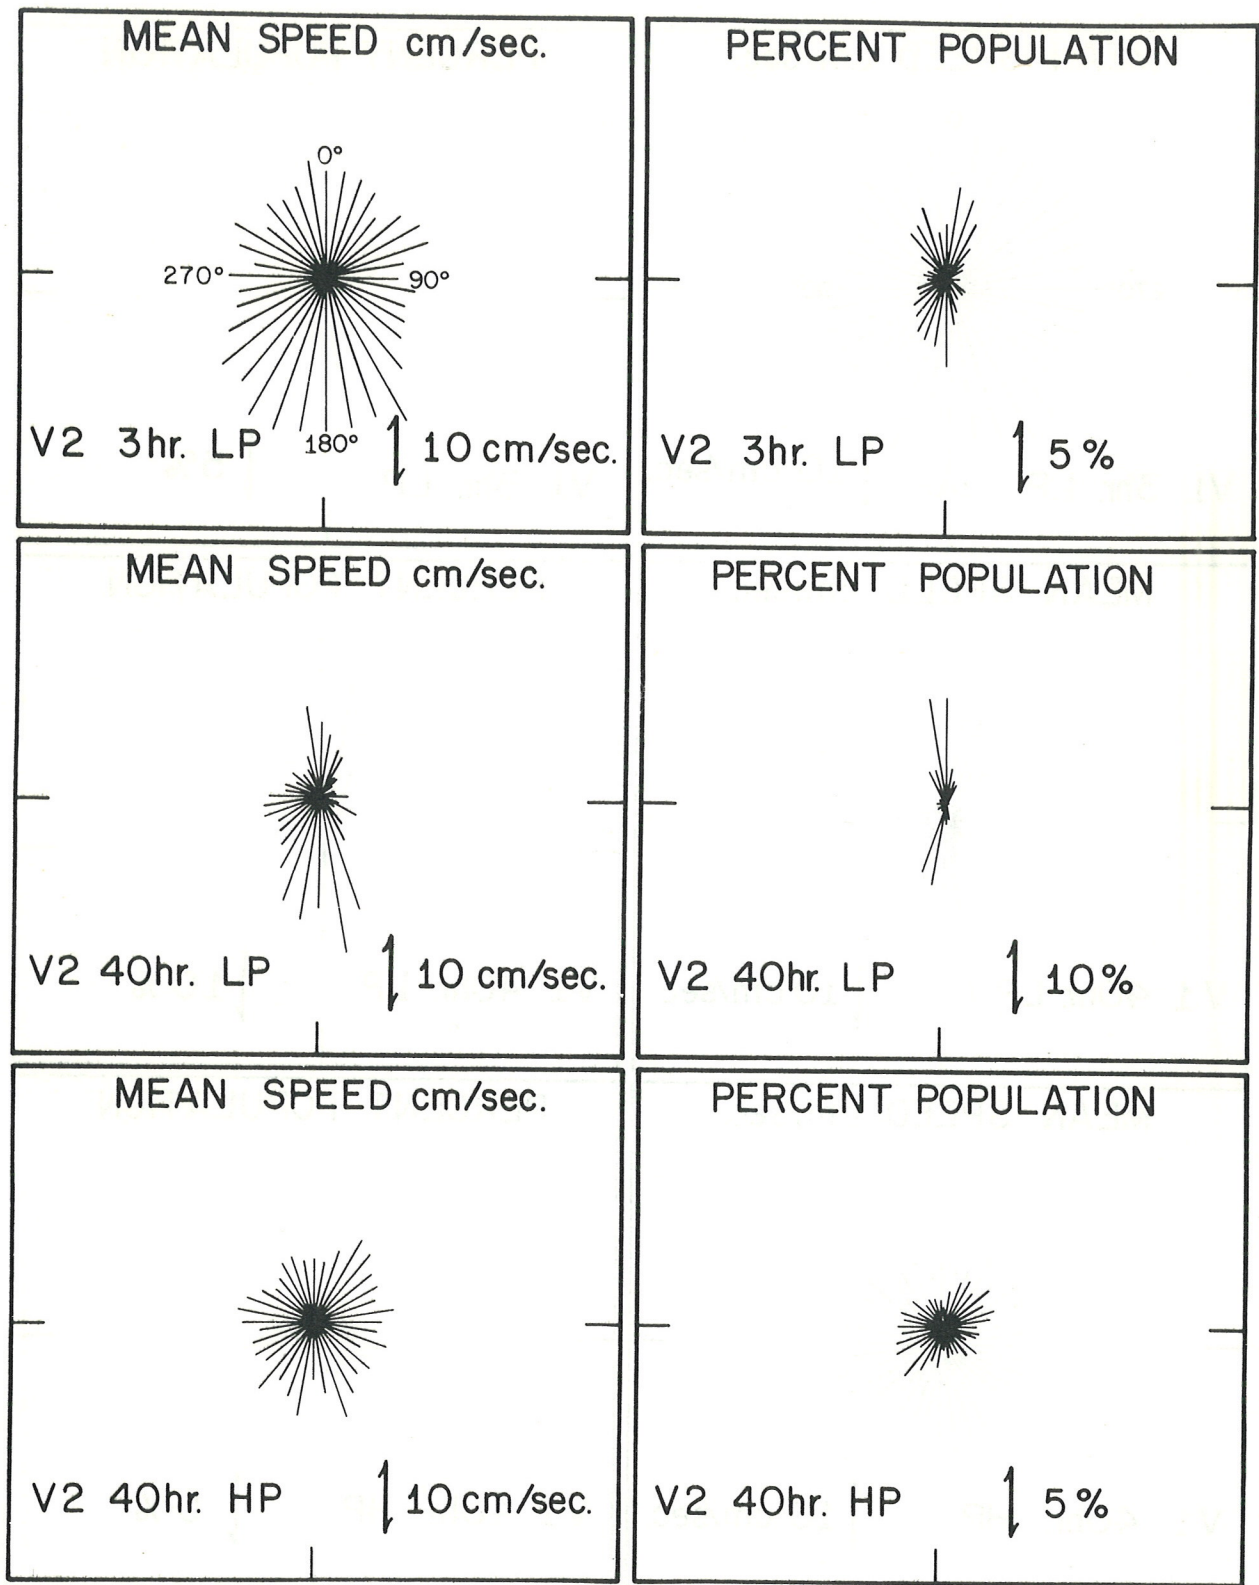 MEAN SPEED cm/sec.
0°
270°
90°
180°
V2 3hr. LP
10 cm/sec.
PERCENT POPULATION
V2 3hr. LP
5 %
MEAN SPEED cm/sec.
V2 40hr. LP
10 cm/sec.
PERCENT POPULATION
V2 40hr. LP
10 %
MEAN SPEED cm/sec.
V2 40hr. HP
10 cm/sec.
PERCENT POPULATION
V2 40hr. HP
5 %